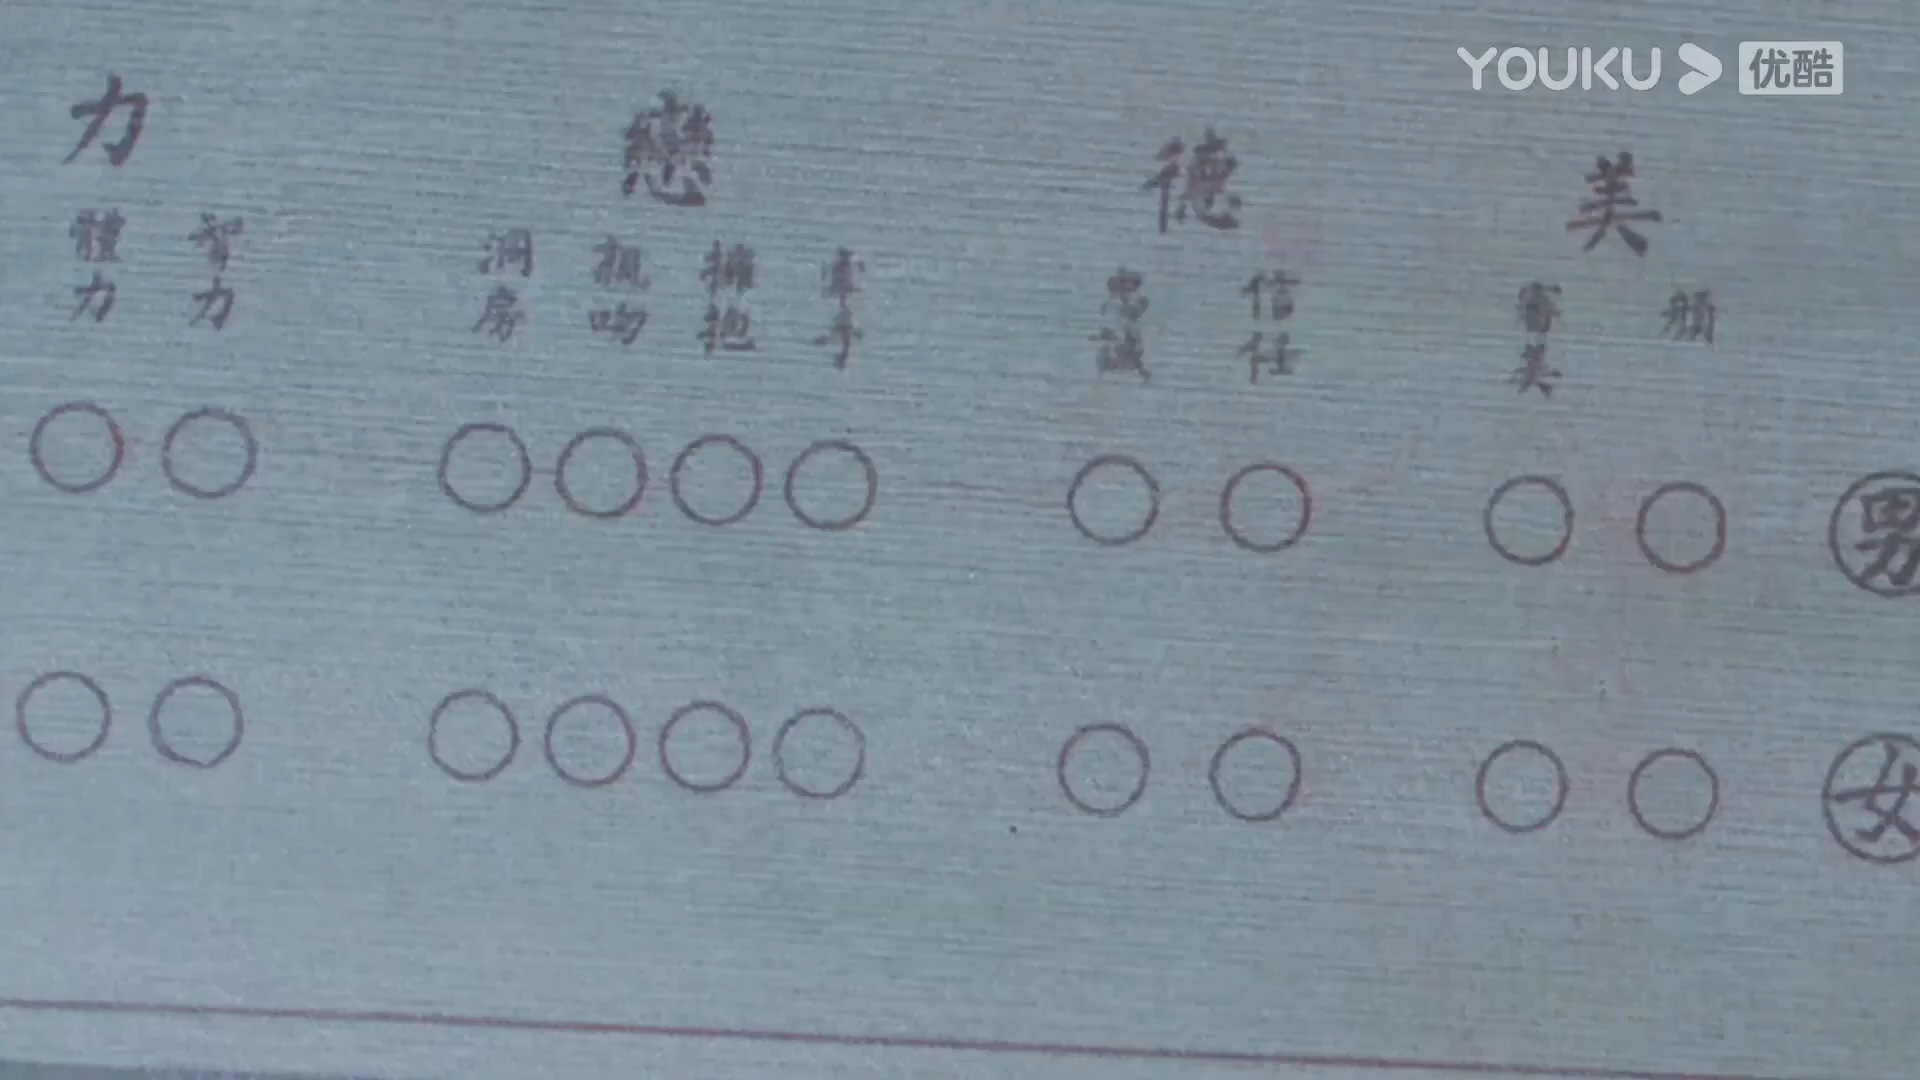 YOUKU 优酷
力 戀 德 美
體力 智力 洞房 親吻 擁抱 牽手 忠誠 信任 審美 顏
男
女